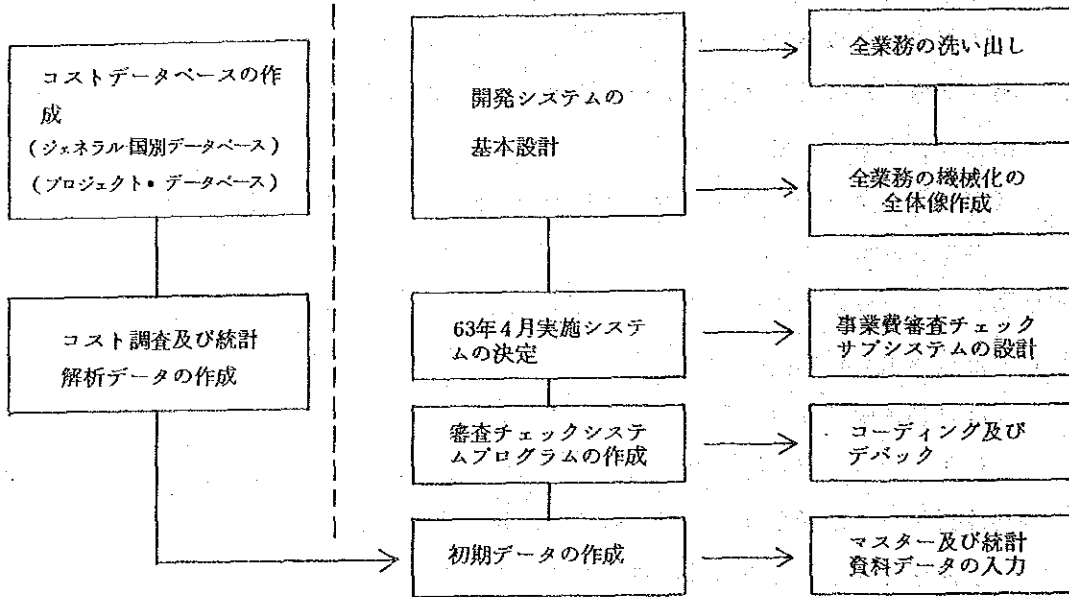 コストデータベースの作
成
(ジェネラル国別データベース)
(プロジェクト・データベース)
コスト調査及び統計
解析データの作成
開発システムの
基本設計
63年4月実施システ
ムの決定
審査チェックシステ
ムプログラムの作成
初期データの作成
全業務の洗い出し
全業務の機械化の
全体像作成
事業費審査チェック
サブシステムの設計
コーディング及び
デバック
マスター及び統計
資料データの入力